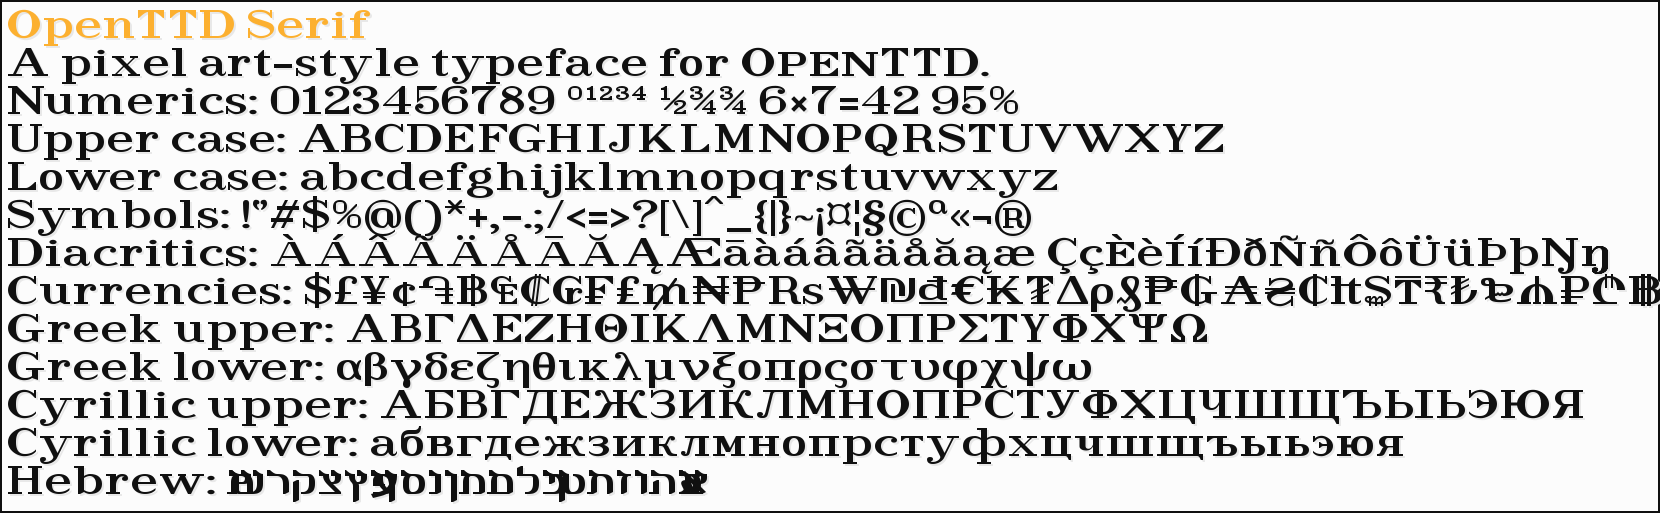 OpenTTD Serif
A pixel art-style typeface for OPENTTD.
Numerics: 0123456789 ⁰¹²³⁴ ½¾¾ 6×7=42 95%
Upper case: ABCDEFGHIJKLMNOPQRSTUVWXYZ
Lower case: abcdefghijklmnopqrstuvwxyz
Symbols: !"#$%@()*+,-.:;/<=>?[\]^_{|}~¡¤¦§©ª«¬®
Diacritics: ÀÁÂÃÄÅĀĂĄÆāàáâãäåăąæ ÇçÈèÍíÐðÑñÔôÜüÞþŊŋ
Currencies:
Greek upper: ΑΒΓΔΕΖΗΘΙΚΛΜΝΞΟΠΡΣΤΥΦΧΨΩ
Greek lower: αβγδεζηθικλμνξοπρςστυφχψω
Cyrillic upper: АБВГДЕЖЗИКЛМНОПРСТУФХЦЧШЩЪЫЬЭЮЯ
Cyrillic lower: абвгдежзиклмнопрстуфхцчшщъыьэюя
Hebrew: